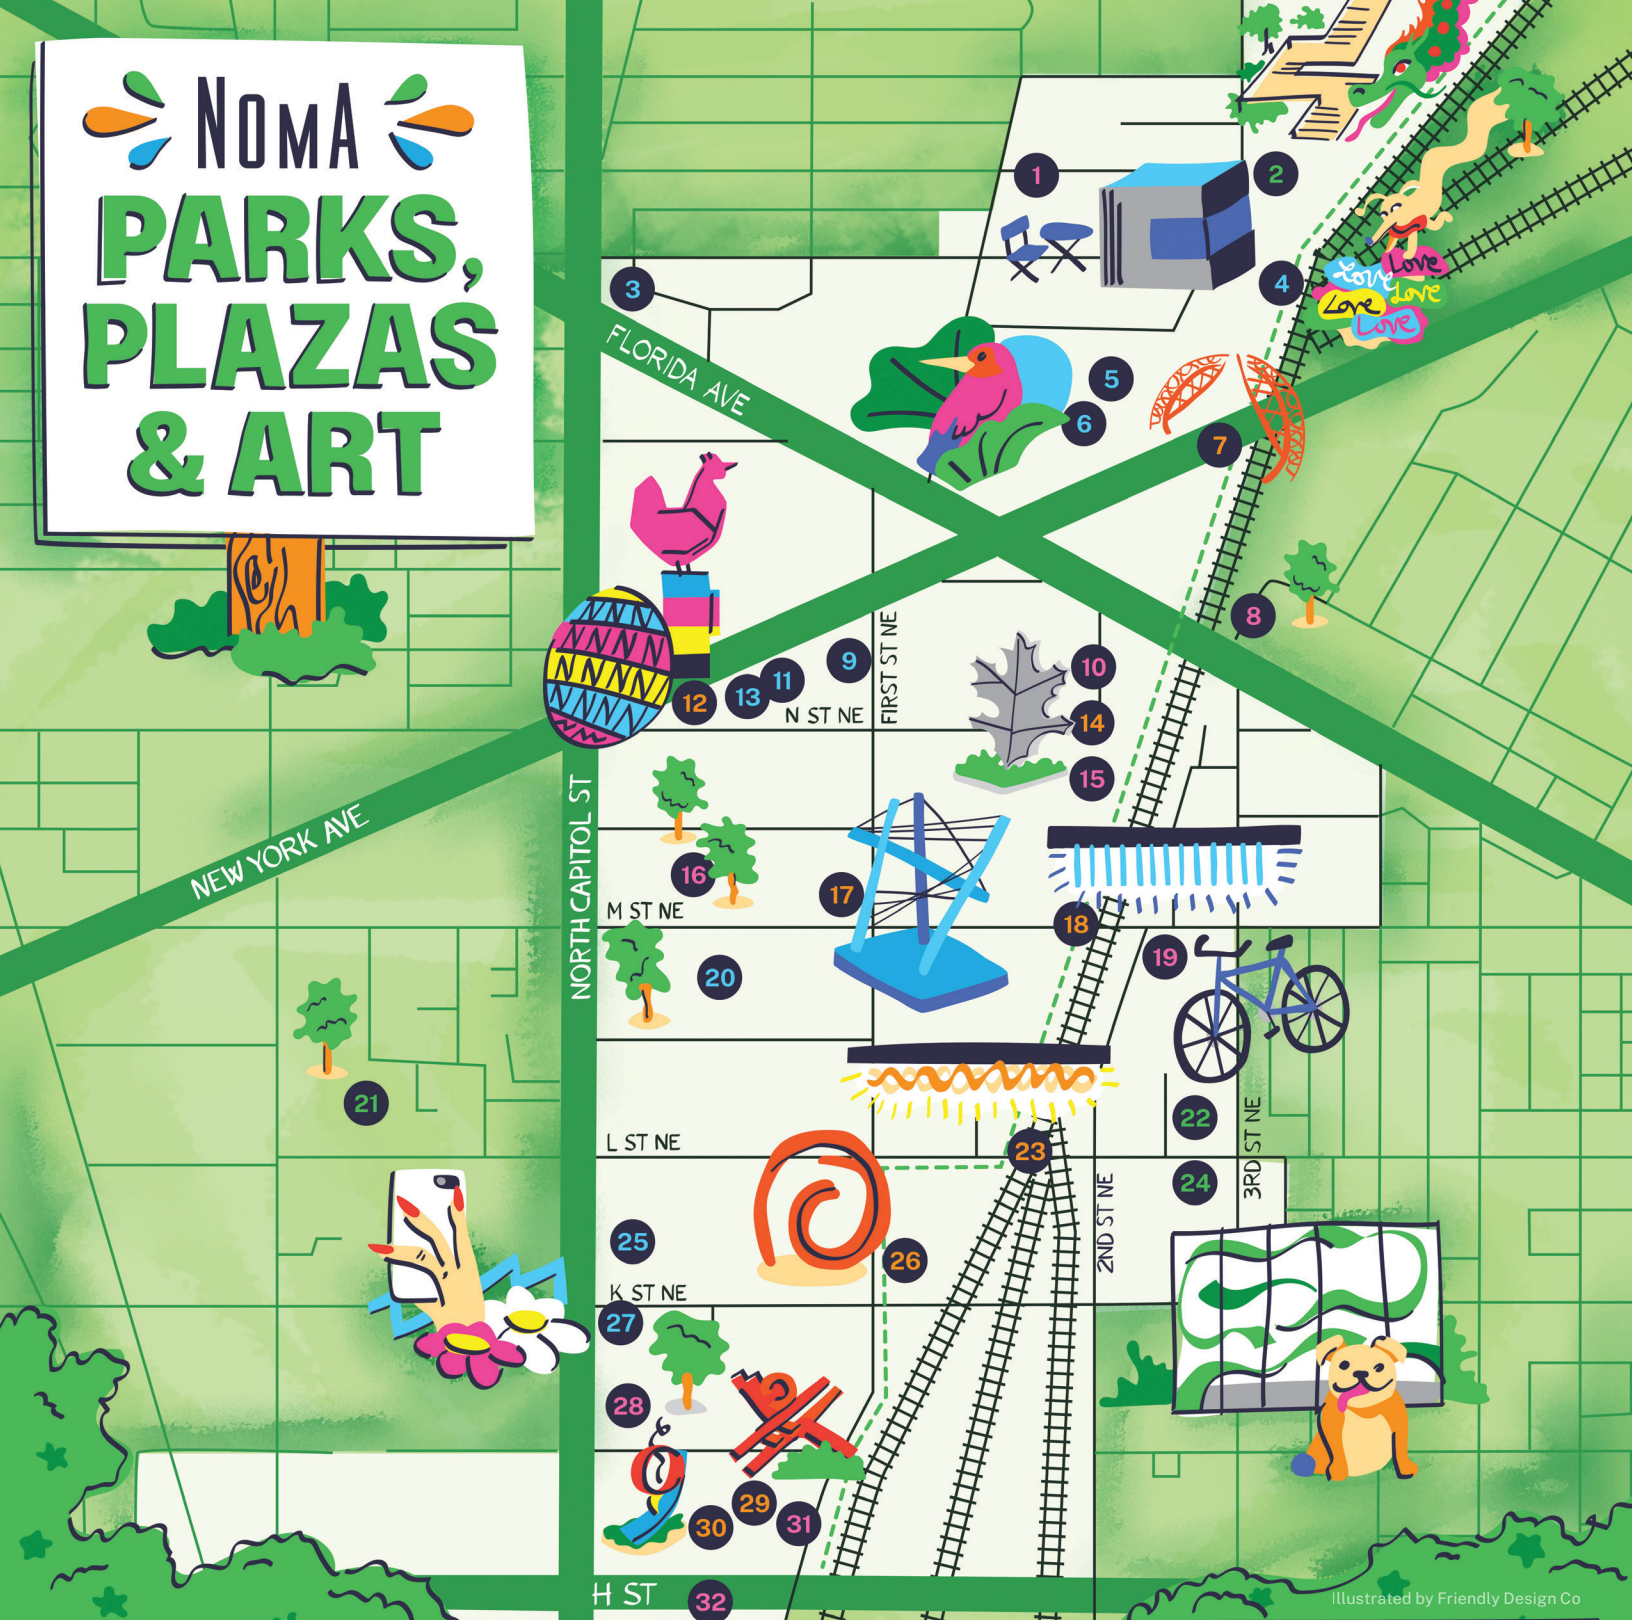 NOMA
PARKS,
PLAZAS
& ART
1
2
3
4
Love
Love
Love
Love
Love
FLORIDA AVE
5
6
7
8
9
10
11
12
13
N ST NE
FIRST ST NE
14
15
NEW YORK AVE
NORTH CAPITOL ST
16
17
M ST NE
18
19
20
21
22
L ST NE
23
24
3RD ST NE
2ND ST NE
25
26
K ST NE
27
28
29
30
31
H ST
32
Illustrated by Friendly Design Co